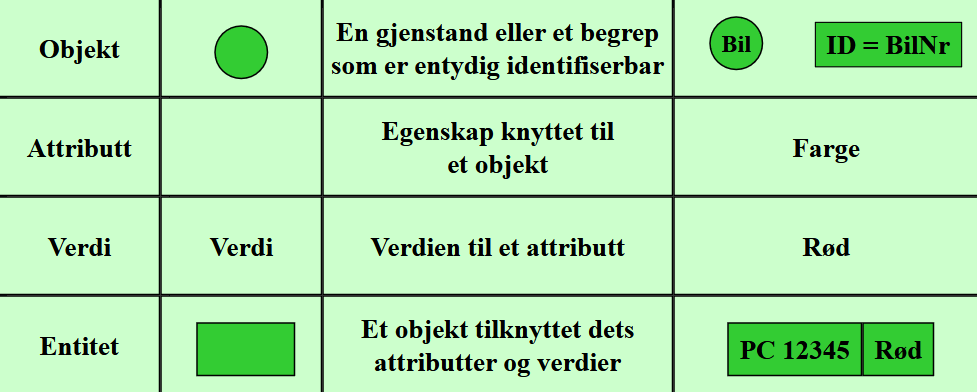 Objekt
En gjenstand eller et begrep
som er entydig identifiserbar
Bil
ID = BilNr
Attributt
Egenskap knyttet til
et objekt
Farge
Verdi
Verdi
Verdien til et attributt
Rød
Entitet
Et objekt tilknyttet dets
attributter og verdier
PC 12345
Rød